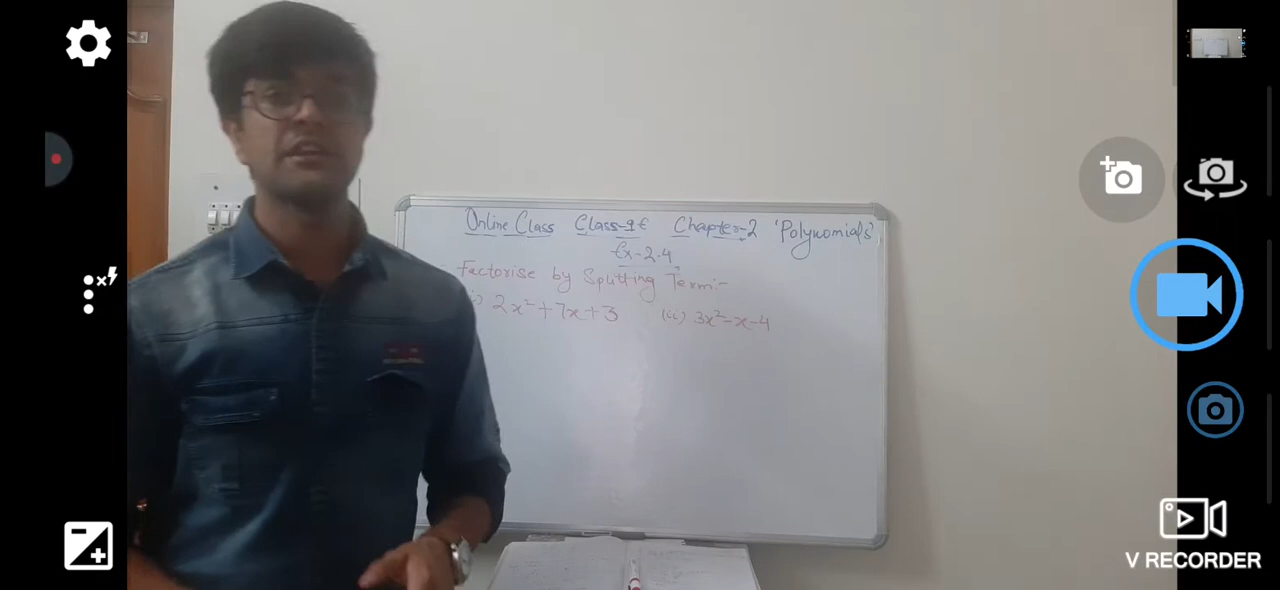 Online Class Class-9t Chapter-2 'Polynomials'
Ex-2.4
Factorise by Splitting Term:-
i) 2x²+7x+3 (ii) 3x²-x-4
V RECORDER